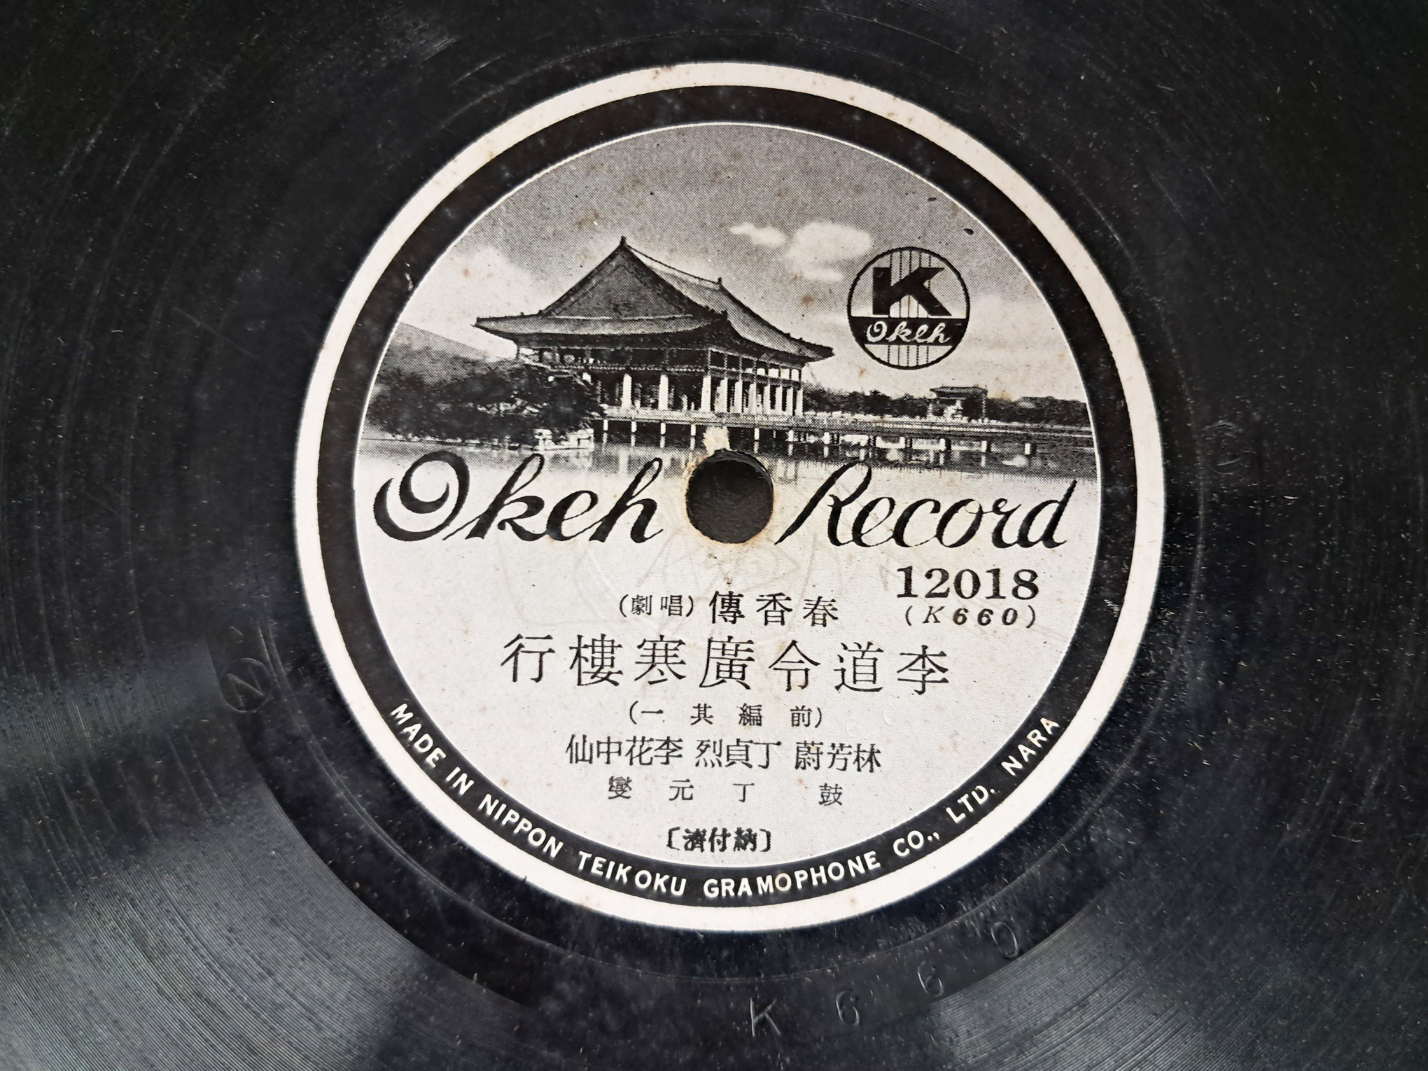 K
Okeh
Okeh Record
12018
(K660)
春香傳 (唱劇)
李道令廣寒樓行
(前編其一)
林芳蔚 丁貞烈 李花中仙
鼓 丁元燮
〔納付濟〕
MADE IN NIPPON TEIKOKU GRAMOPHONE CO., LTD. NARA
N
K660